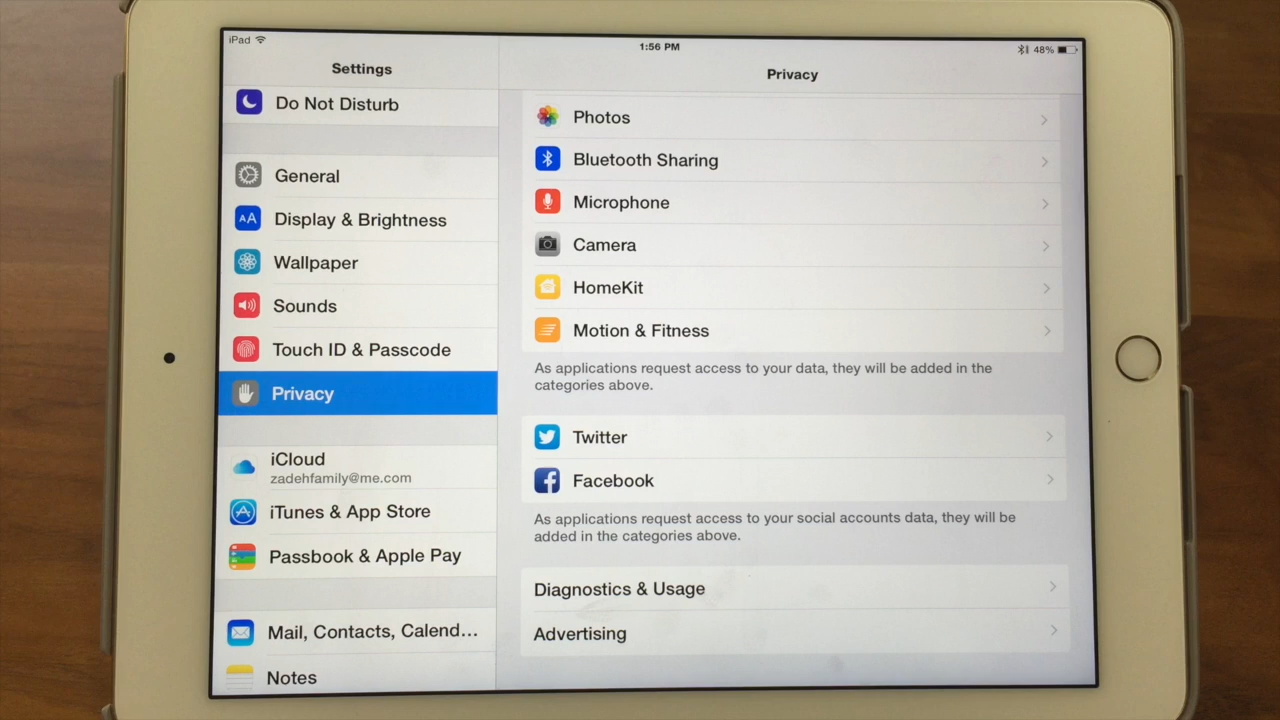 iPad
1:56 PM
48%
Settings
Do Not Disturb
General
AA
Display & Brightness
Wallpaper
Sounds
Touch ID & Passcode
Privacy
iCloud
zadehfamily@me.com
iTunes & App Store
Passbook & Apple Pay
Mail, Contacts, Calend...
Notes
Privacy
Photos
Bluetooth Sharing
Microphone
Camera
HomeKit
Motion & Fitness
As applications request access to your data, they will be added in the
categories above.
Twitter
Facebook
As applications request access to your social accounts data, they will be
added in the categories above.
Diagnostics & Usage
Advertising